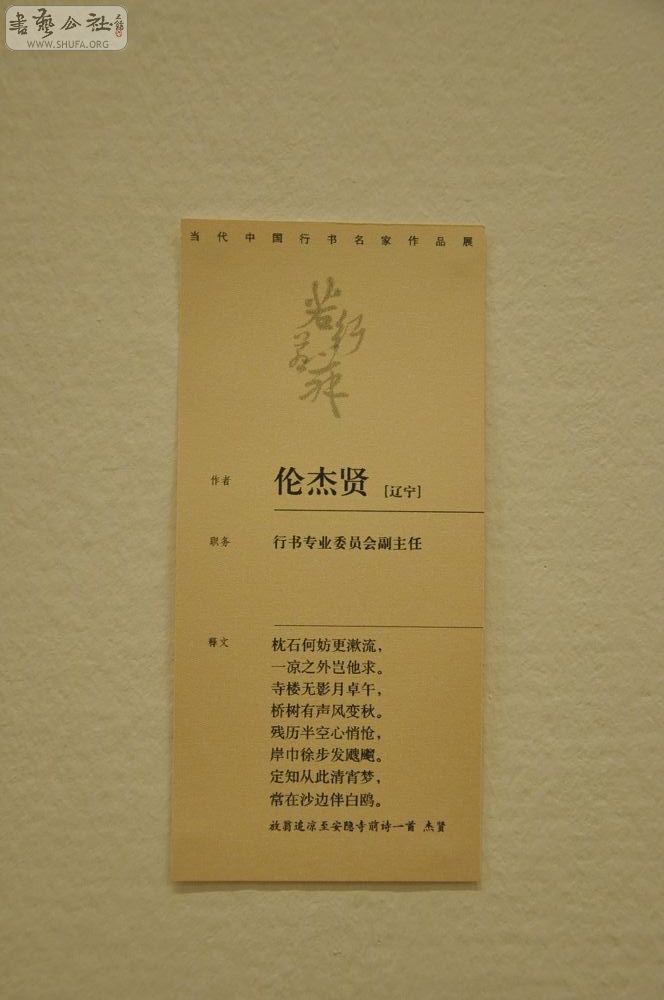 書藝公社
WWW.SHUFA.ORG
当代中国行书名家作品展
作者
伦杰贤 [辽宁]
职务
行书专业委员会副主任
释文
枕石何妨更漱流，
一凉之外岂他求。
寺楼无影月卓午，
桥树有声风变秋。
残历半空心悄怆，
岸巾徐步发飕飗。
定知从此清宵梦，
常在沙边伴白鸥。
放翁追凉至安隐寺前诗一首 杰贤